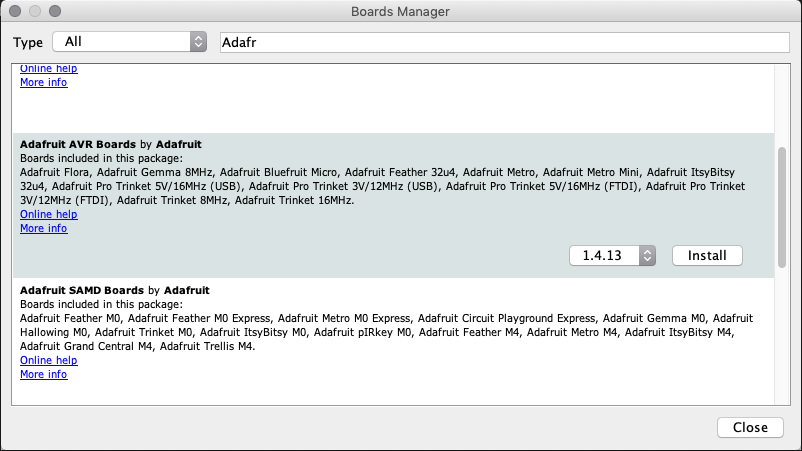 Boards Manager
Type All Adafr
Online help
More info
Adafruit AVR Boards by Adafruit
Boards included in this package:
Adafruit Flora, Adafruit Gemma 8MHz, Adafruit Bluefruit Micro, Adafruit Feather 32u4, Adafruit Metro, Adafruit Metro Mini, Adafruit ItsyBitsy
32u4, Adafruit Pro Trinket 5V/16MHz (USB), Adafruit Pro Trinket 3V/12MHz (USB), Adafruit Pro Trinket 5V/16MHz (FTDI), Adafruit Pro Trinket
3V/12MHz (FTDI), Adafruit Trinket 8MHz, Adafruit Trinket 16MHz.
Online help
More info
1.4.13 Install
Adafruit SAMD Boards by Adafruit
Boards included in this package:
Adafruit Feather M0, Adafruit Feather M0 Express, Adafruit Metro M0 Express, Adafruit Circuit Playground Express, Adafruit Gemma M0, Adafruit
Hallowing M0, Adafruit Trinket M0, Adafruit ItsyBitsy M0, Adafruit pIRkey M0, Adafruit Feather M4, Adafruit Metro M4, Adafruit ItsyBitsy M4,
Adafruit Grand Central M4, Adafruit Trellis M4.
Online help
More info
Close